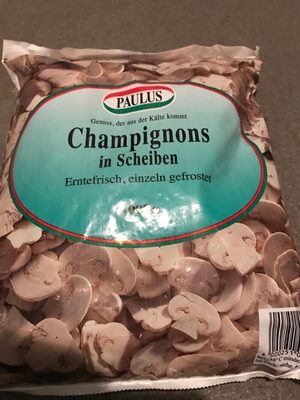 PAULUS
Genuss, der aus der Kälte kommt
Champignons
in Scheiben
Erntefrisch, einzeln gefrostet